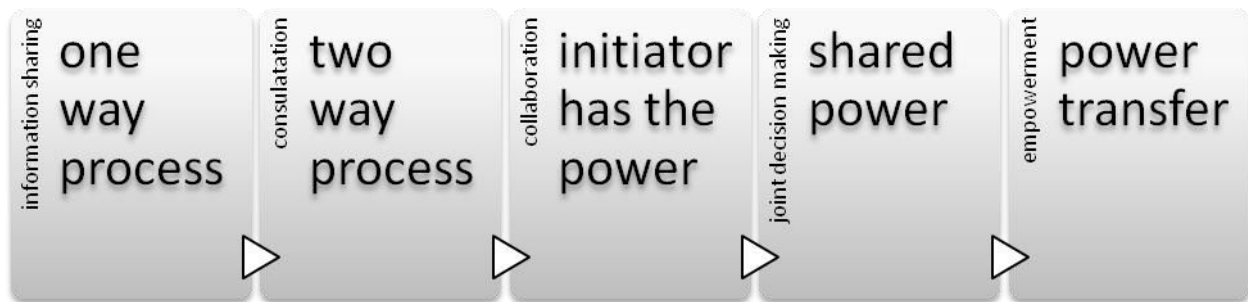 information sharing
one
way
process
consulatation
two
way
process
collaboration
initiator
has the
power
joint decision making
shared
power
empowerment
power
transfer